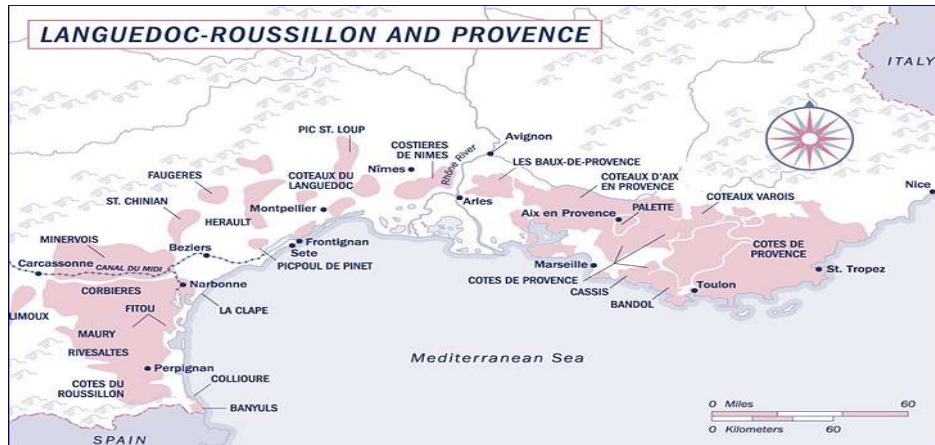 LANGUEDOC-ROUSSILLON AND PROVENCE
ITALY
PIC ST. LOUP
COSTIERES
DE NIMES
Avignon
Rhône River
LES BAUX-DE-PROVENCE
Nîmes
FAUGERES
COTEAUX DU
LANGUEDOC
COTEAUX D'AIX
EN PROVENCE
Nice
ST. CHINIAN
Arles
PALETTE
COTEAUX VAROIS
HERAULT
Montpellier
Aix en Provence
MINERVOIS
Beziers
Frontignan
Sete
COTES DE
PROVENCE
Carcassonne
CANAL DU MIDI
PICPOUL DE PINET
Marseille
St. Tropez
COTES DE PROVENCE
CORBIERES
Narbonne
CASSIS
Toulon
LIMOUX
FITOU
LA CLAPE
BANDOL
MAURY
RIVESALTES
Mediterranean Sea
Perpignan
COTES DU
ROUSSILLON
COLLIOURE
BANYULS
SPAIN
0 Miles 60
0 Kilometers 60